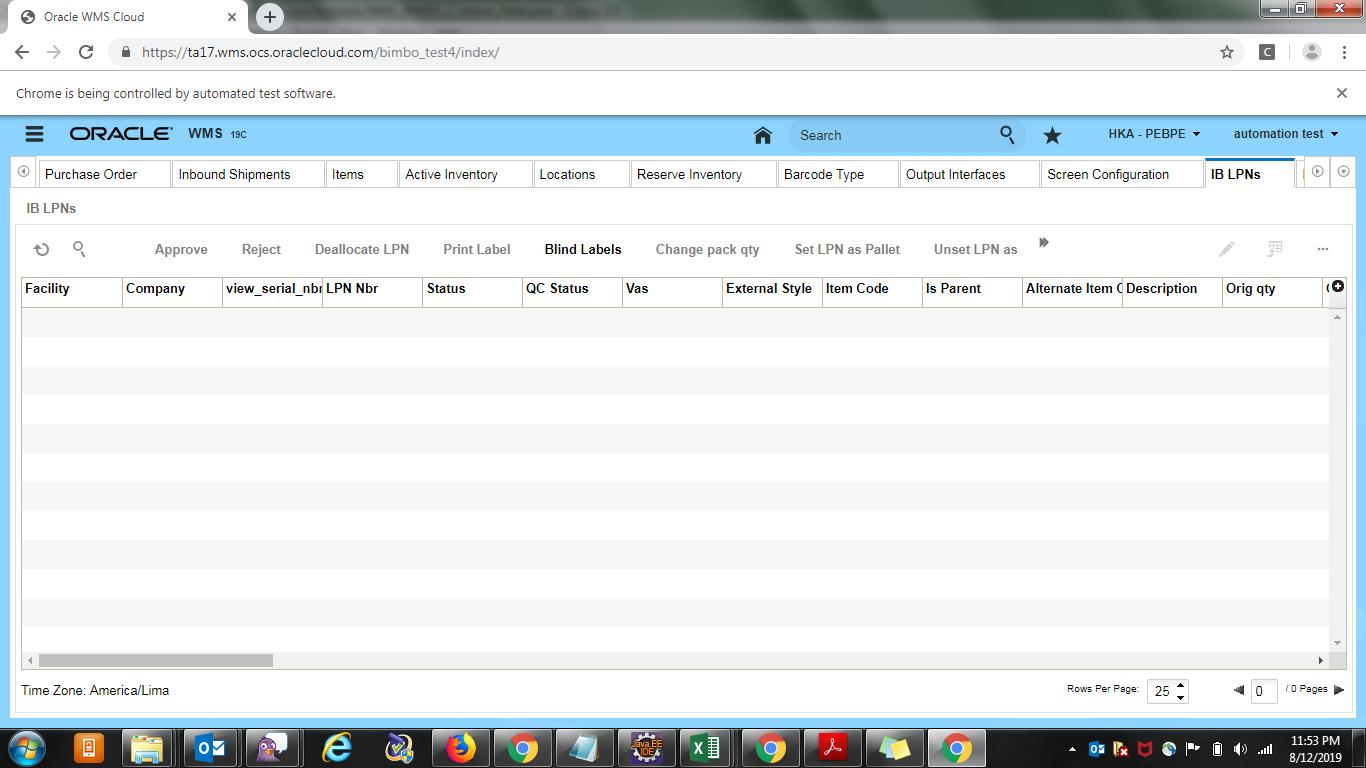 Oracle WMS Cloud
https://ta17.wms.ocs.oraclecloud.com/bimbo_test4/index/
C
Chrome is being controlled by automated test software.
ORACLE WMS 19C Search HKA - PEBPE automation test
Purchase Order Inbound Shipments Items Active Inventory Locations Reserve Inventory Barcode Type Output Interfaces Screen Configuration IB LPNs
IB LPNs
Approve Reject Deallocate LPN Print Label Blind Labels Change pack qty Set LPN as Pallet Unset LPN as
Facility Company view_serial_nbr LPN Nbr Status QC Status Vas External Style Item Code Is Parent Alternate Item C Description Orig qty
Time Zone: America/Lima Rows Per Page: 25 0 / 0 Pages
Java EE
IDE
11:53 PM
8/12/2019